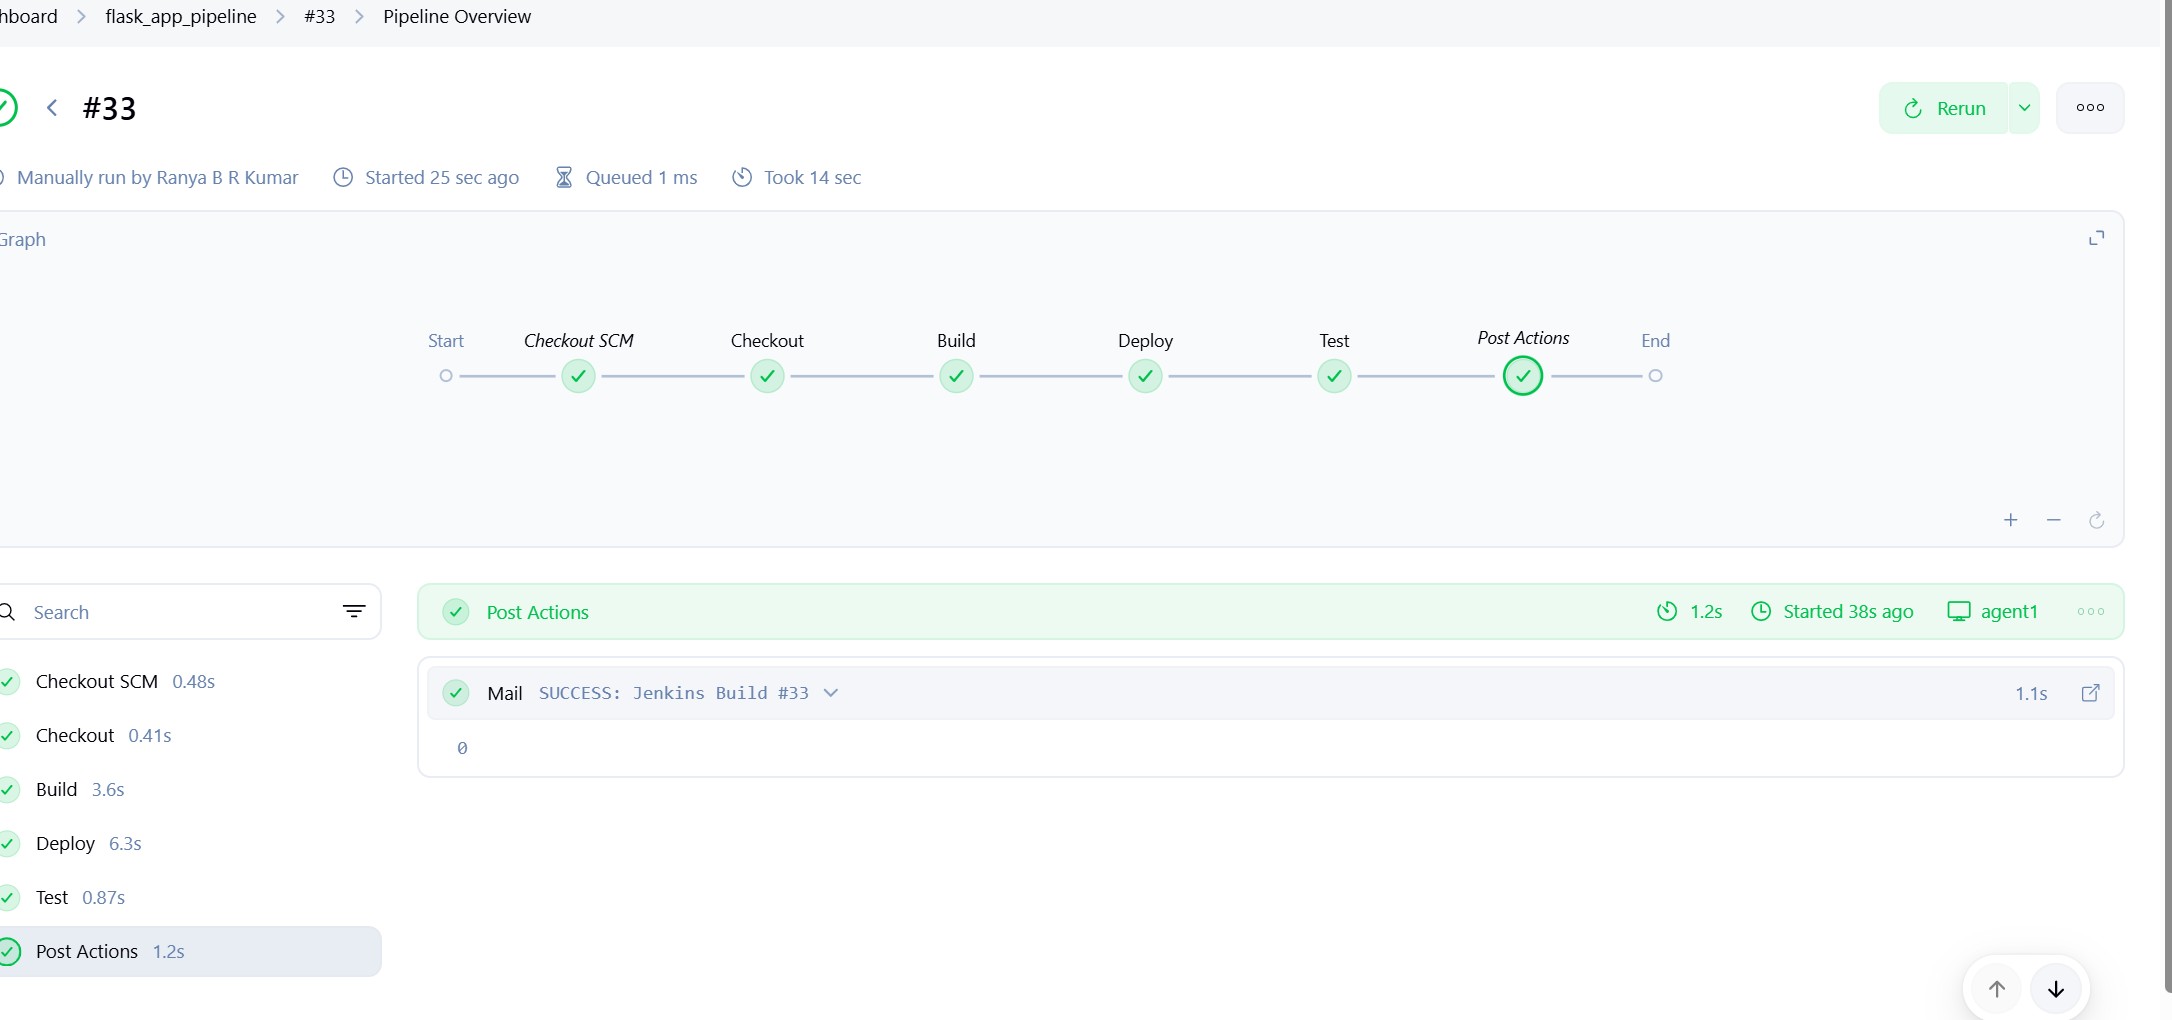 hboard > flask_app_pipeline > #33 > Pipeline Overview
#33
Rerun
Manually run by Ranya B R Kumar Started 25 sec ago Queued 1 ms Took 14 sec
Graph
Start Checkout SCM Checkout Build Deploy Test Post Actions End
Search
Checkout SCM 0.48s
Checkout 0.41s
Build 3.6s
Deploy 6.3s
Test 0.87s
Post Actions 1.2s
Post Actions 1.2s Started 38s ago agent1
Mail SUCCESS: Jenkins Build #33 1.1s
0